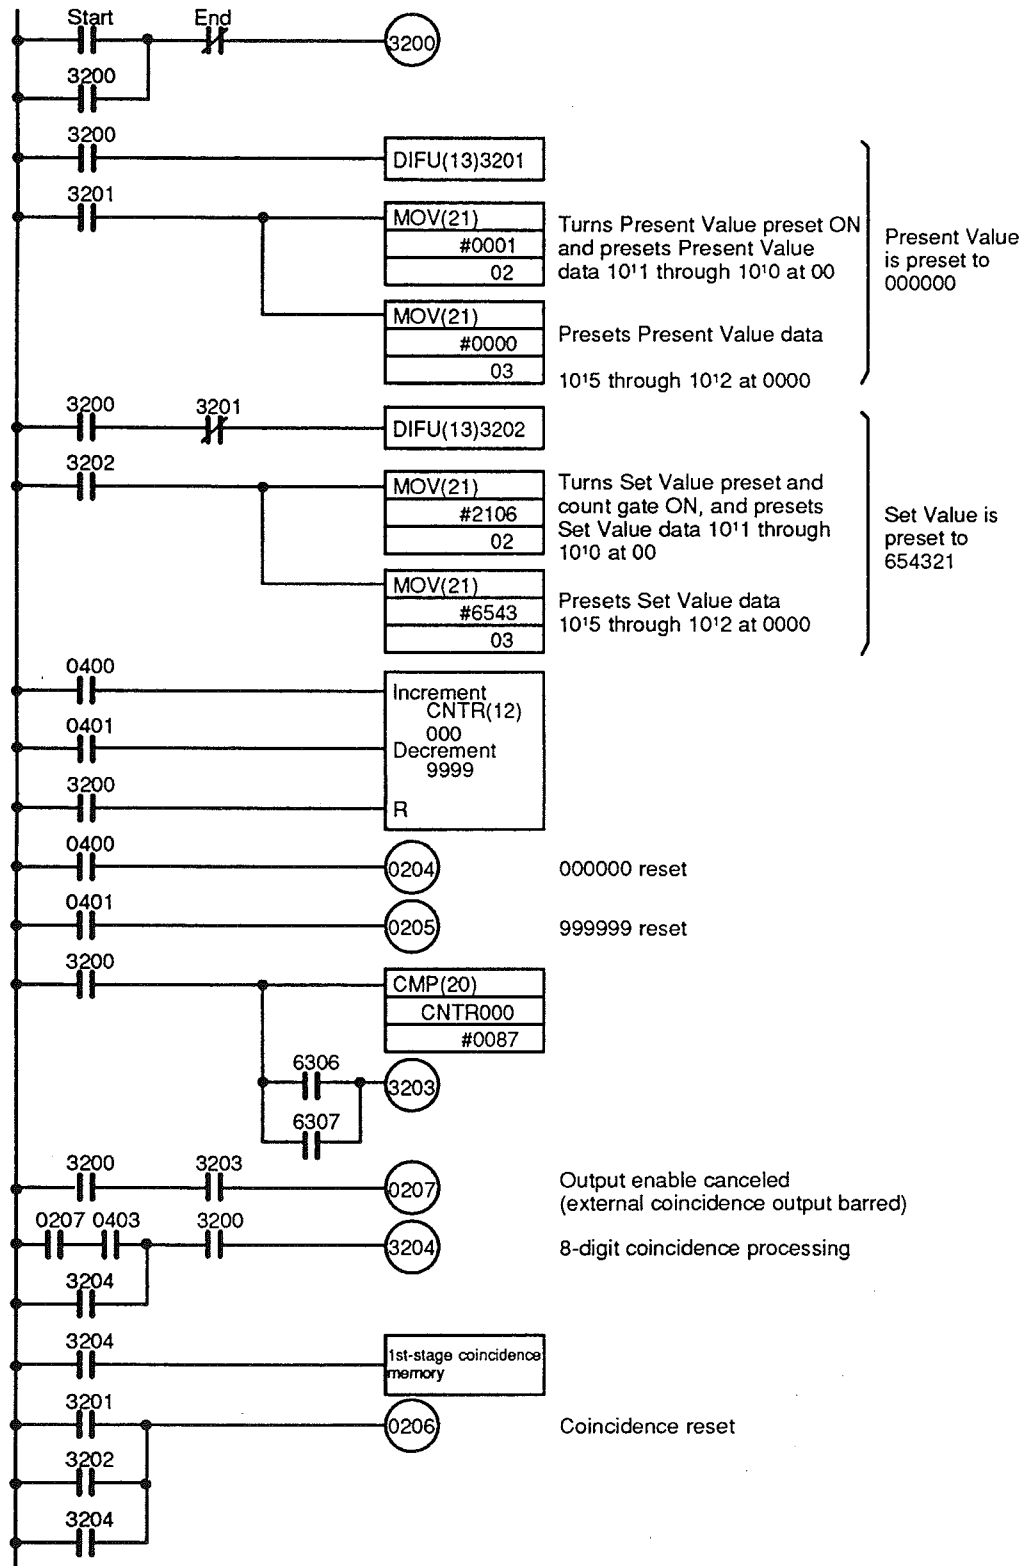 Start End
3200
3200
3200
DIFU(13)3201
3201
MOV(21)
#0001
02
Turns Present Value preset ON
and presets Present Value
data 10¹1 through 10¹0 at 00
MOV(21)
#0000
03
Presets Present Value data
10¹5 through 10¹2 at 0000
Present Value
is preset to
000000
3200 3201
DIFU(13)3202
3202
MOV(21)
#2106
02
Turns Set Value preset and
count gate ON, and presets
Set Value data 10¹1 through
10¹0 at 00
MOV(21)
#6543
03
Presets Set Value data
10¹5 through 10¹2 at 0000
Set Value is
preset to
654321
0400
Increment
CNTR(12)
0401
000
Decrement
9999
3200
R
0400
0204
000000 reset
0401
0205
999999 reset
3200
CMP(20)
CNTR000
#0087
6306
3203
6307
3200 3203
0207
Output enable canceled
(external coincidence output barred)
0207 0403 3200
3204
8-digit coincidence processing
3204
3204
1st-stage coincidence
memory
3201
0206
Coincidence reset
3202
3204